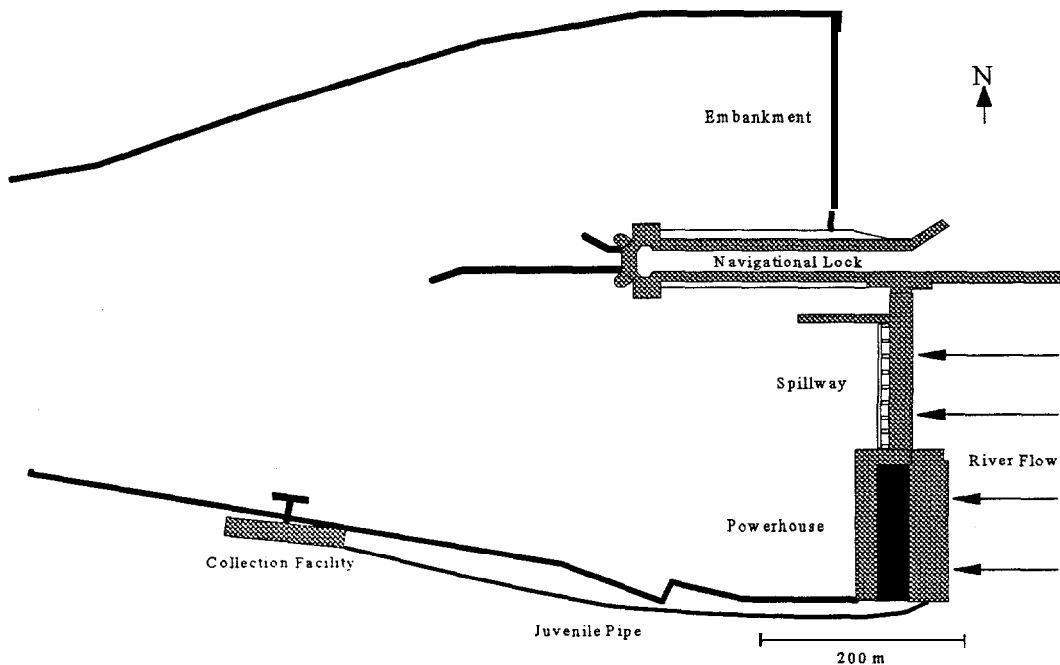 N
Embankment
Navigational Lock
Spillway
River Flow
Powerhouse
Collection Facility
Juvenile Pipe
200 m